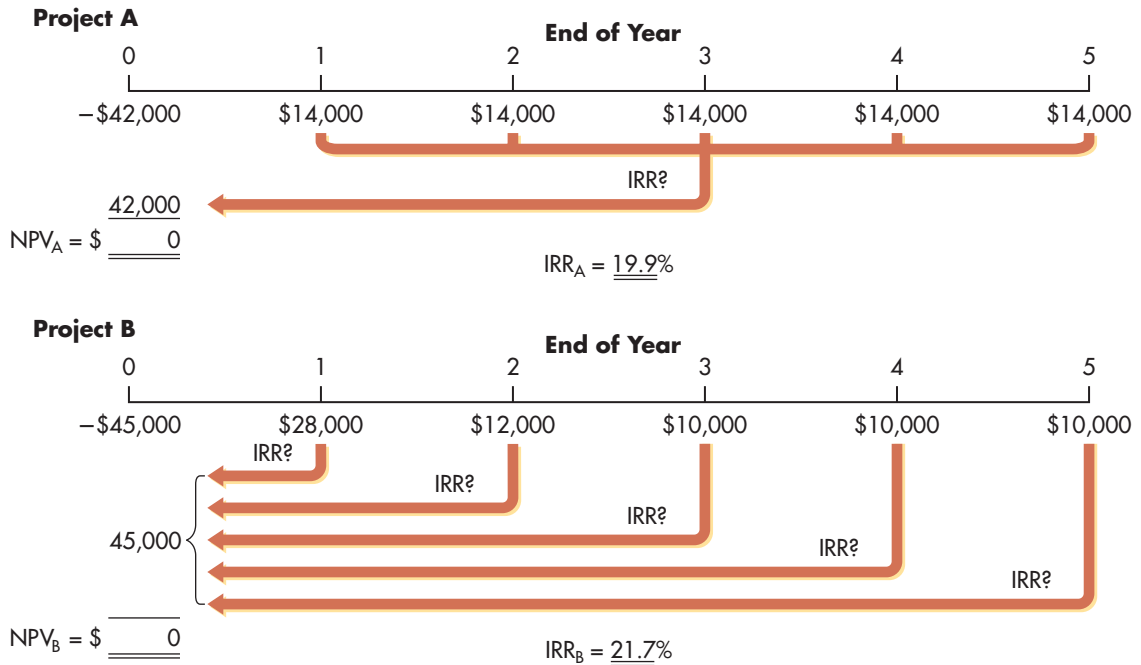 Project A
End of Year
0 1 2 3 4 5
−$42,000 $14,000 $14,000 $14,000 $14,000 $14,000
IRR?
42,000
NPVA = $ 0
IRRA = 19.9%
Project B
End of Year
0 1 2 3 4 5
−$45,000 $28,000 $12,000 $10,000 $10,000 $10,000
IRR?
IRR?
IRR?
45,000
IRR?
IRR?
NPVB = $ 0
IRRB = 21.7%